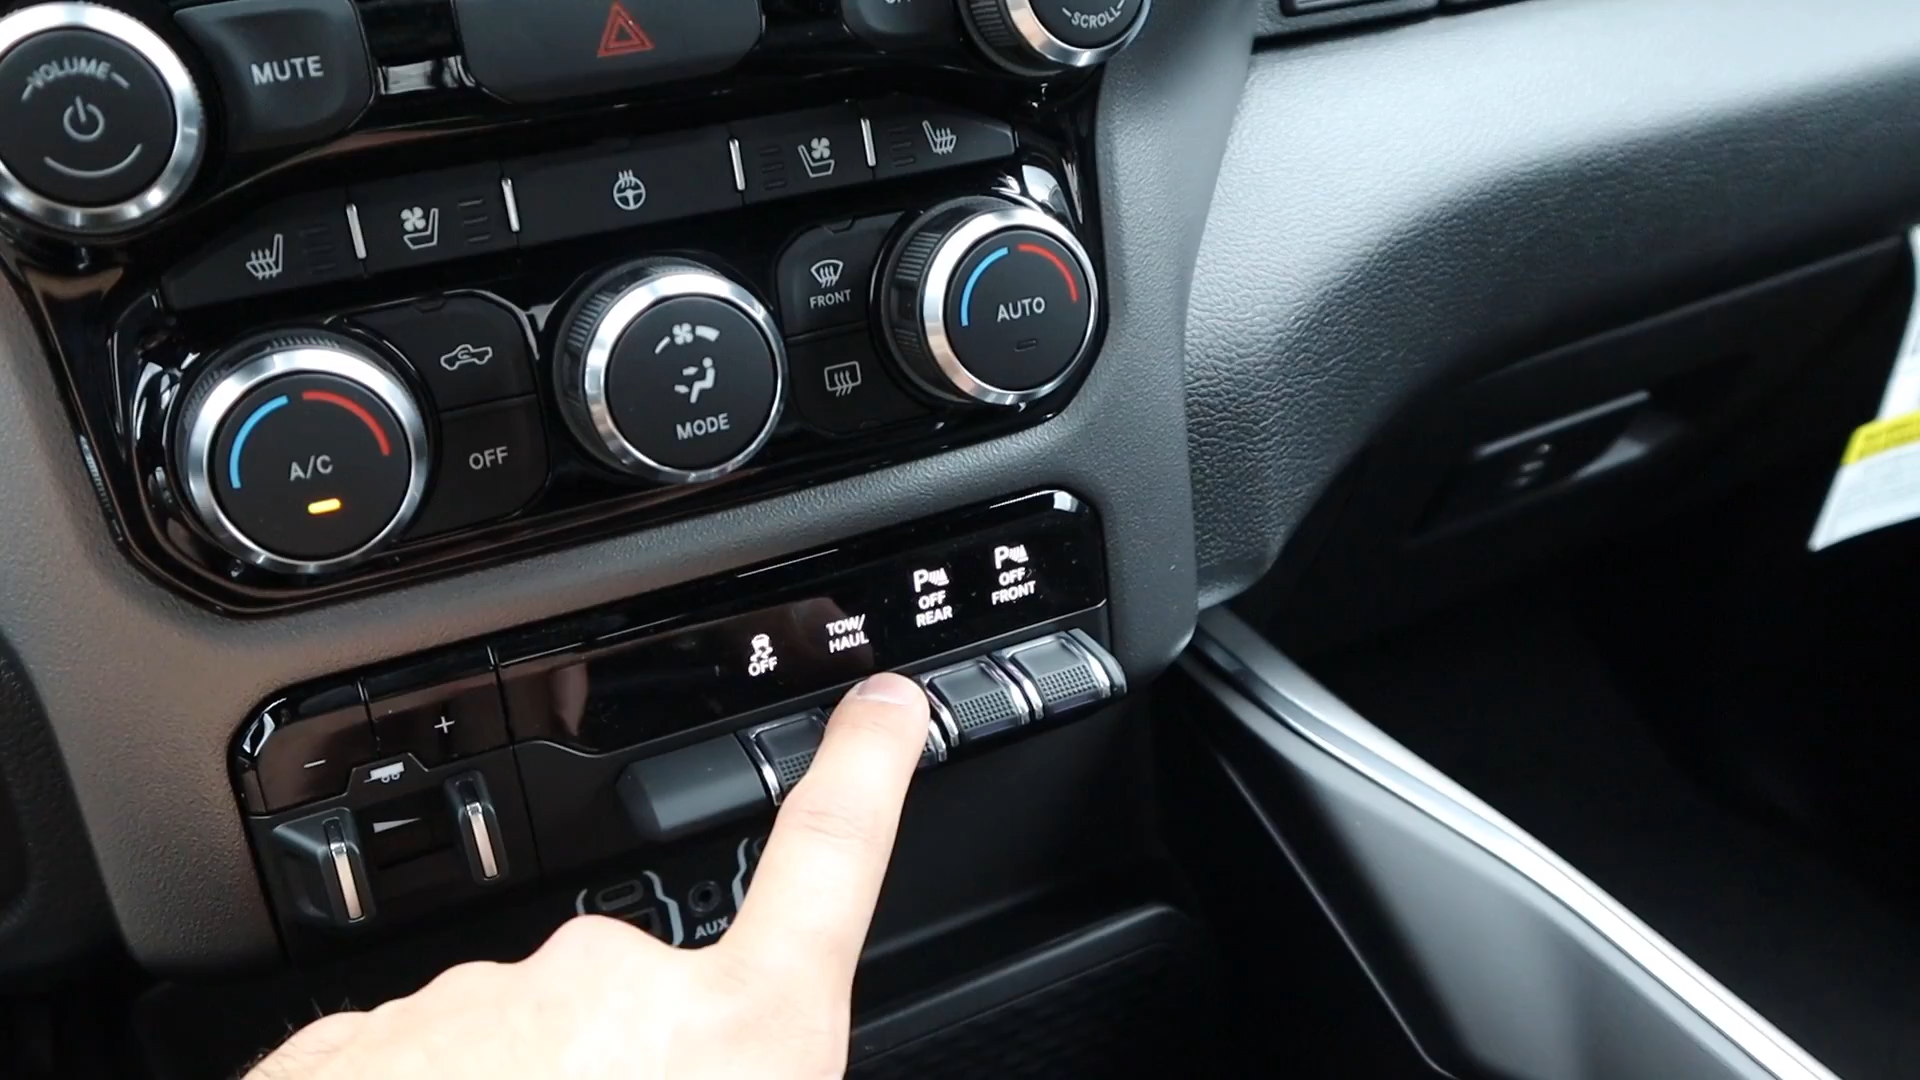 VOLUME
MUTE
SCROLL
FRONT
AUTO
MODE
A/C
OFF
P
OFF
FRONT
P
OFF
REAR
TOW/
HAUL
OFF
+
−
AUX